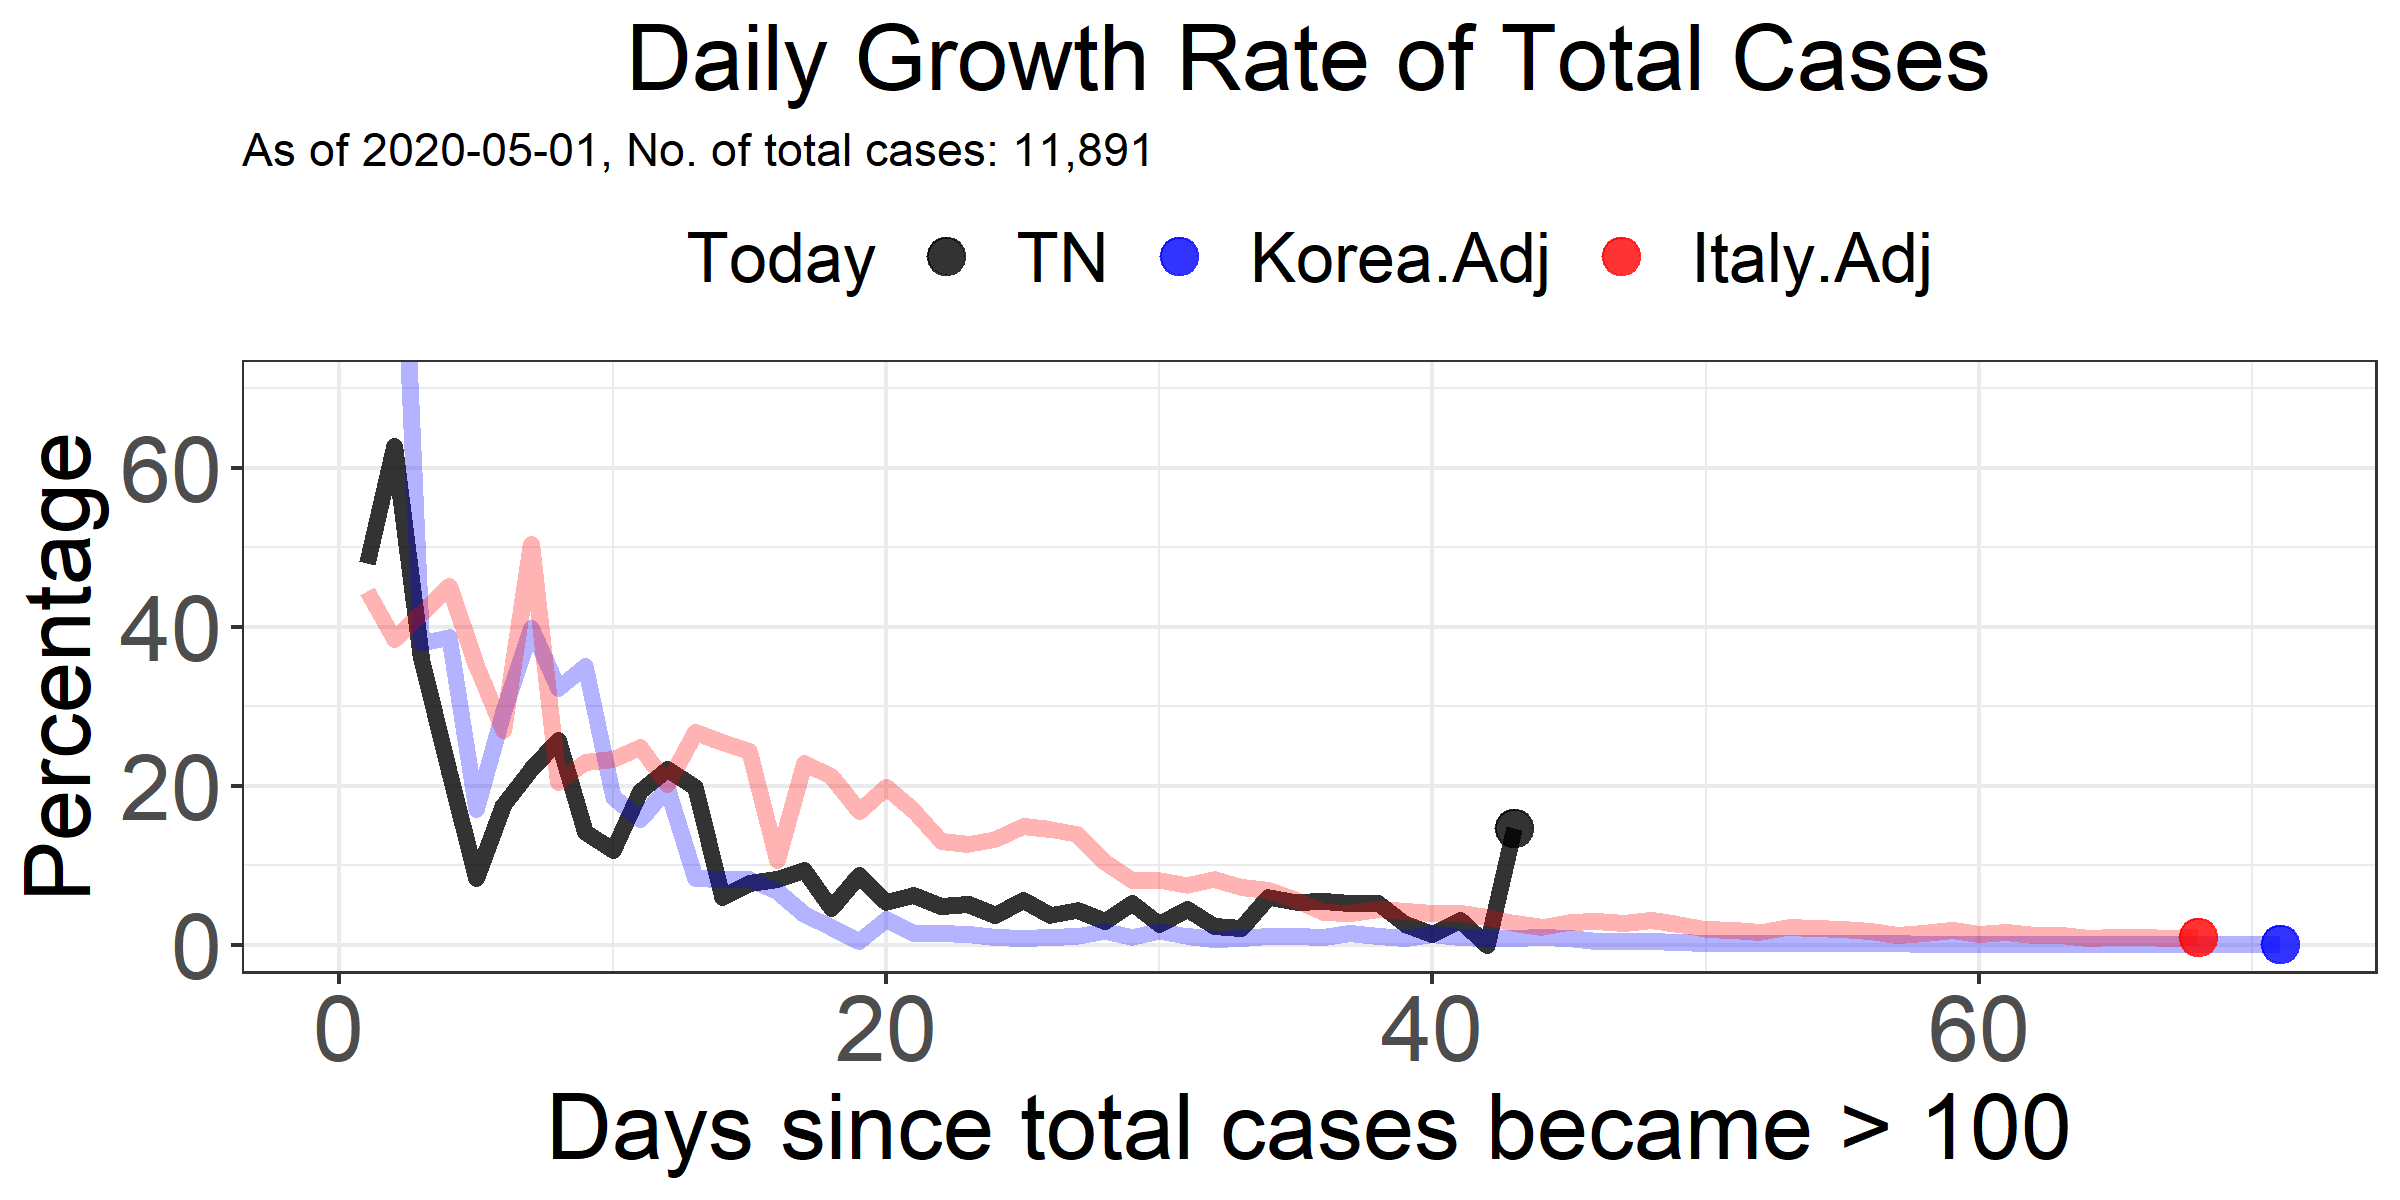 Daily Growth Rate of Total Cases
As of 2020-05-01, No. of total cases: 11,891
Today TN Korea.Adj Italy.Adj
Percentage
60
40
20
0
0 20 40 60
Days since total cases became > 100